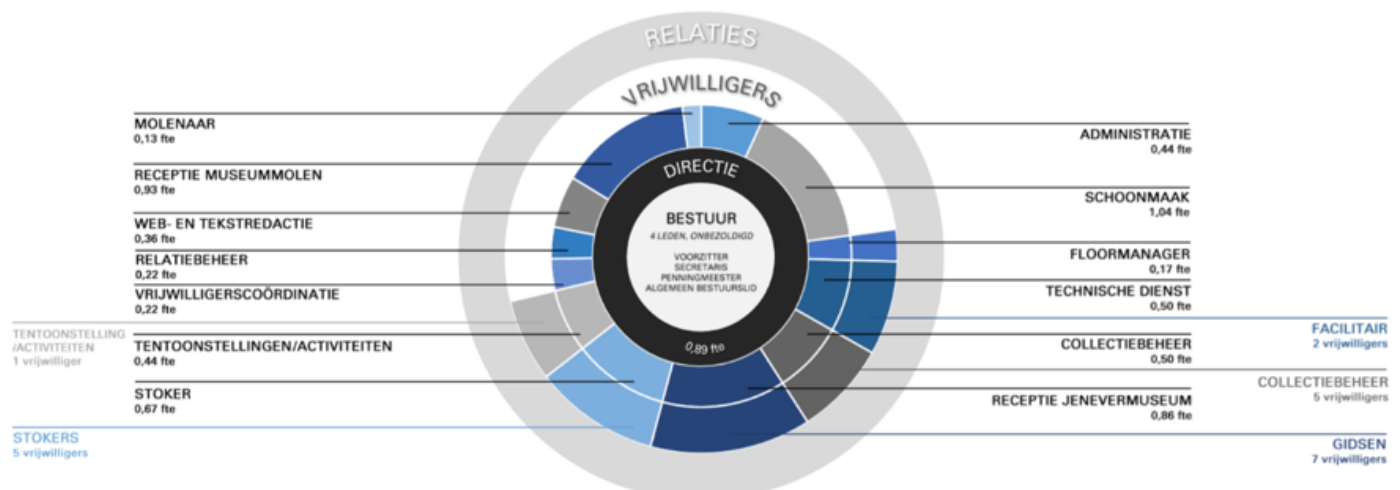 RELATIES
VRIJWILLIGERS
DIRECTIE
BESTUUR
4 LEDEN, ONBEZOLDIGD
VOORZITTER
SECRETARIS
PENNINGMEESTER
ALGEMEEN BESTUURSLID
0,89 fte
MOLENAAR
0,13 fte
RECEPTIE MUSEUMMOLEN
0,93 fte
WEB- EN TEKSTREDACTIE
0,36 fte
RELATIEBEHEER
0,22 fte
VRIJWILLIGERSCOÖRDINATIE
0,22 fte
TENTOONSTELLING
/ACTIVITEITEN
1 vrijwilliger
TENTOONSTELLINGEN/ACTIVITEITEN
0,44 fte
STOKER
0,67 fte
STOKERS
5 vrijwilligers
ADMINISTRATIE
0,44 fte
SCHOONMAAK
1,04 fte
FLOORMANAGER
0,17 fte
TECHNISCHE DIENST
0,50 fte
FACILITAIR
2 vrijwilligers
COLLECTIEBEHEER
0,50 fte
COLLECTIEBEHEER
5 vrijwilligers
RECEPTIE JENEVERMUSEUM
0,86 fte
GIDSEN
7 vrijwilligers